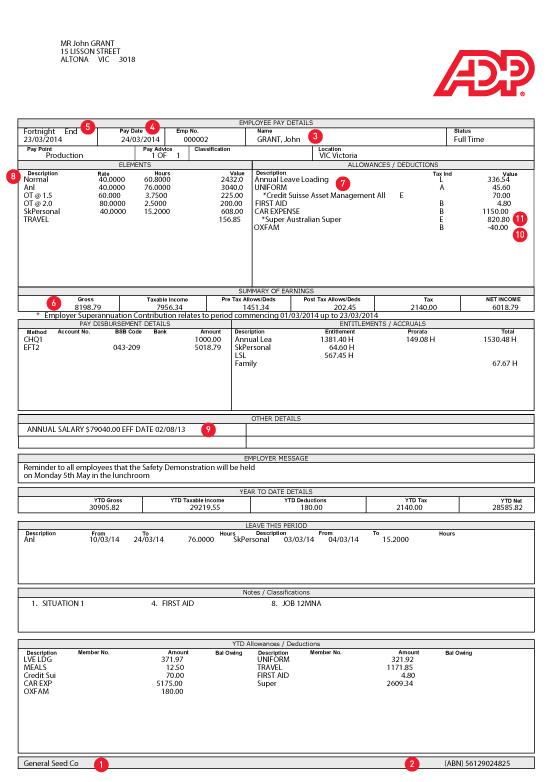 MR John GRANT
15 LISSON STREET
ALTONA VIC 3018
ADP
EMPLOYEE PAY DETAILS
Fortnight End 5 Pay Date 4 Emp No. Name Status
23/03/2014 24/03/2014 000002 GRANT, John 3 Full Time
Pay Point Pay Advice Classification Location
Production 1 OF 1 VIC Victoria
ELEMENTS ALLOWANCES / DEDUCTIONS
8 Description Rate Hours Value Description Tax Ind Value
Normal 40.0000 60.8000 2432.0 Annual Leave Loading L 336.54
Anl 40.0000 76.0000 3040.0 UNIFORM 7 A 45.60
OT @ 1.5 60.000 3.7500 225.00 *Credit Suisse Asset Management All E 70.00
OT @ 2.0 80.0000 2.5000 200.00 FIRST AID B 4.80
SkPersonal 40.0000 15.2000 608.00 CAR EXPENSE B 1150.00
TRAVEL 156.85 *Super Australian Super E 820.80 11
OXFAM B -40.00 10
SUMMARY OF EARNINGS
6 Gross Taxable Income Pre Tax Allows/Deds Post Tax Allows/Deds Tax NET INCOME
8198.79 7956.34 1451.34 202.45 2140.00 6018.79
* Employer Superannuation Contribution relates to period commencing 01/03/2014 up to 23/03/2014
PAY DISBURSEMENT DETAILS ENTITLEMENTS / ACCRUALS
Method Account No. BSB Code Bank Amount Description Entitlement Prorata Total
CHQ1 1000.00 Annual Lea 1381.40 H 149.08 H 1530.48 H
EFT2 043-209 5018.79 SkPersonal 64.60 H
LSL 567.45 H
Family 67.67 H
OTHER DETAILS
ANNUAL SALARY $79040.00 EFF DATE 02/08/13 9
EMPLOYER MESSAGE
Reminder to all employees that the Safety Demonstration will be held
on Monday 5th May in the lunchroom
YEAR TO DATE DETAILS
YTD Gross YTD Taxable Income YTD Deductions YTD Tax YTD Net
30905.82 29219.55 180.00 2140.00 28585.82
LEAVE THIS PERIOD
Description From To Hours Description From To Hours
Anl 10/03/14 24/03/14 76.0000 SkPersonal 03/03/14 04/03/14 15.2000
Notes / Classifications
1. SITUATION 1 4. FIRST AID 8. JOB 12MNA
YTD Allowances / Deductions
Description Member No. Amount Bal Owing Description Member No. Amount Bal Owing
LVE LDG 371.97 UNIFORM 321.92
MEALS 12.50 TRAVEL 1171.85
Credit Sui 70.00 FIRST AID 4.80
CAR EXP 5175.00 Super 2609.34
OXFAM 180.00
General Seed Co 1 2 (ABN) 56129024825